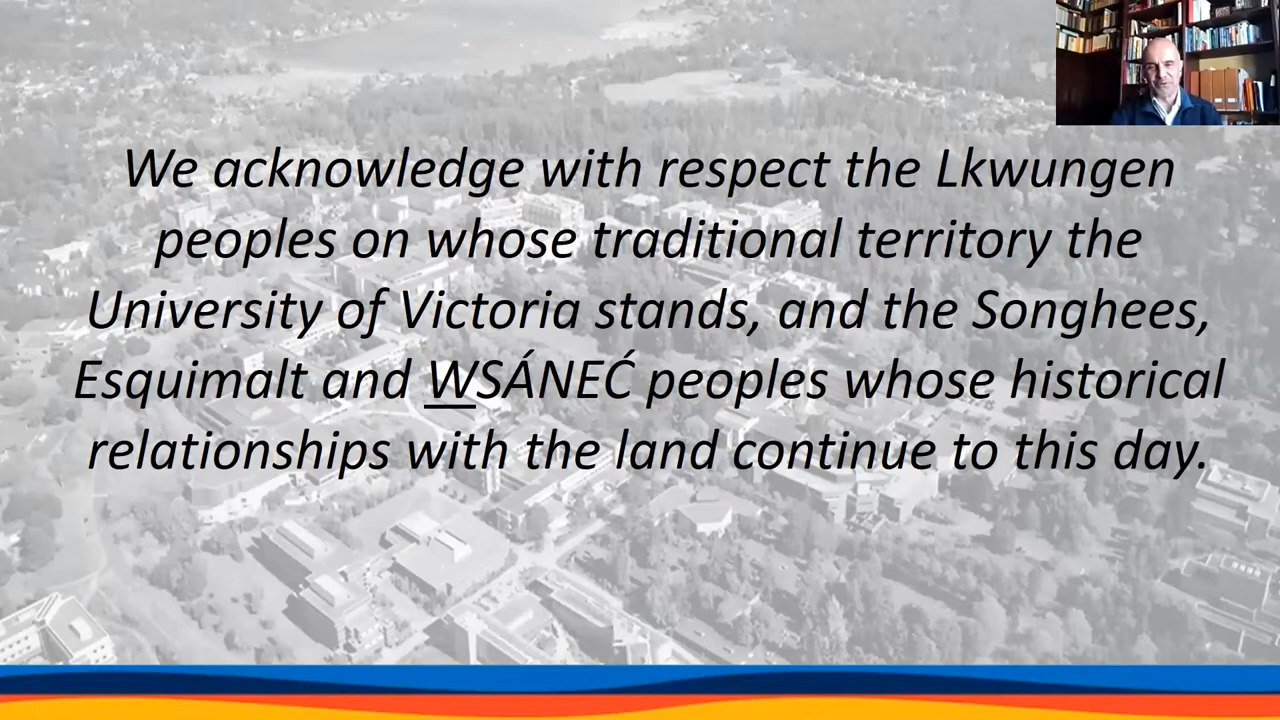 We acknowledge with respect the Lkwungen
peoples on whose traditional territory the
University of Victoria stands, and the Songhees,
Esquimalt and W̱SÁNEĆ peoples whose historical
relationships with the land continue to this day.